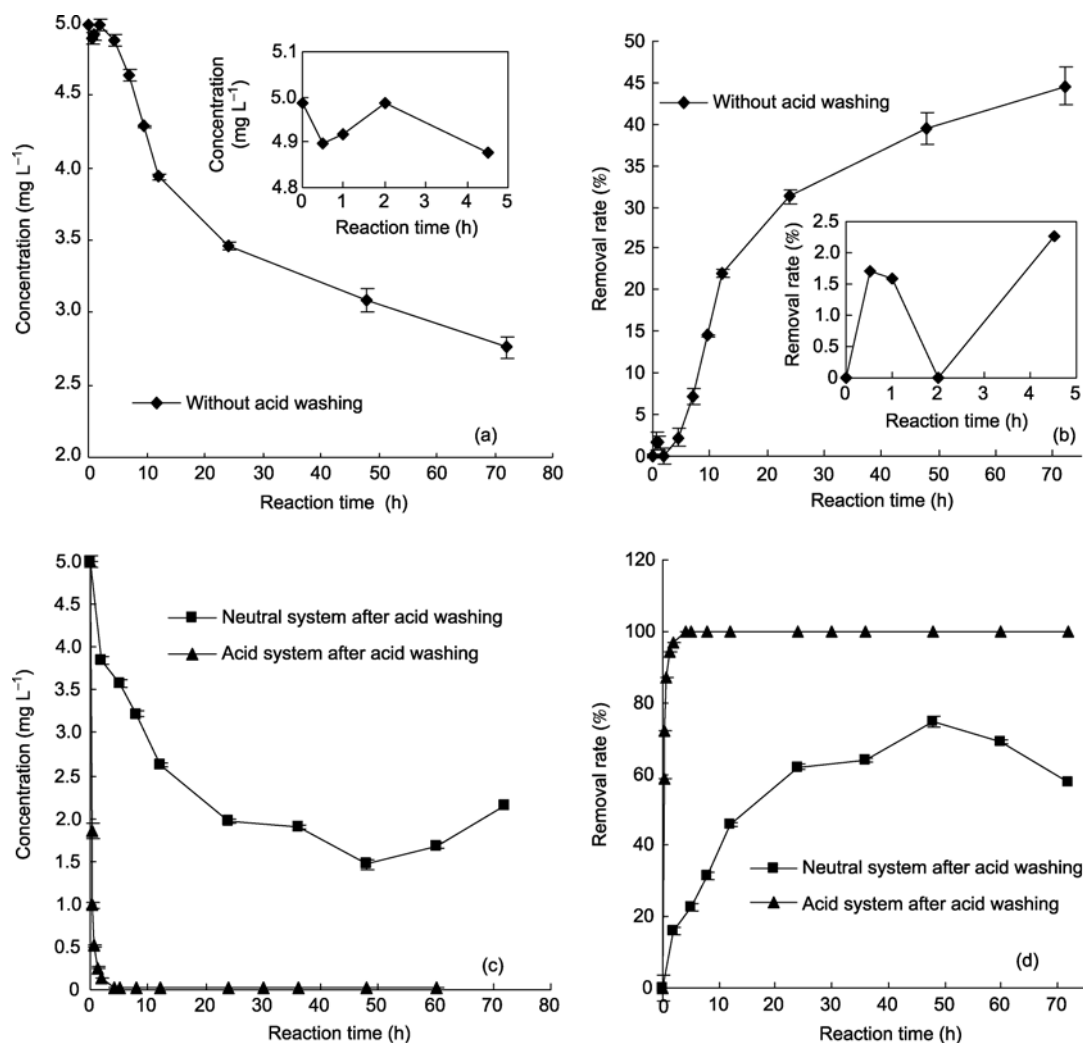 5.0
4.5
4.0
3.5
3.0
2.5
2.0
Concentration (mg L⁻¹)
0 10 20 30 40 50 60 70 80
Reaction time (h)
Without acid washing
(a)
5.1
5.0
4.9
4.8
Concentration
(mg L⁻¹)
0 1 2 3 4 5
Reaction time (h)
50
45
40
35
30
25
20
15
10
5
0
Removal rate (%)
0 10 20 30 40 50 60 70
Reaction time (h)
Without acid washing
(b)
2.5
2.0
1.5
1.0
0.5
0
Removal rate (%)
0 1 2 3 4 5
Reaction time (h)
5.0
4.5
4.0
3.5
3.0
2.5
2.0
1.5
1.0
0.5
0
Concentration (mg L⁻¹)
0 10 20 30 40 50 60 70 80
Reaction time (h)
Neutral system after acid washing
Acid system after acid washing
(c)
120
100
80
60
40
20
0
Removal rate (%)
0 10 20 30 40 50 60 70
Reaction time (h)
Neutral system after acid washing
Acid system after acid washing
(d)